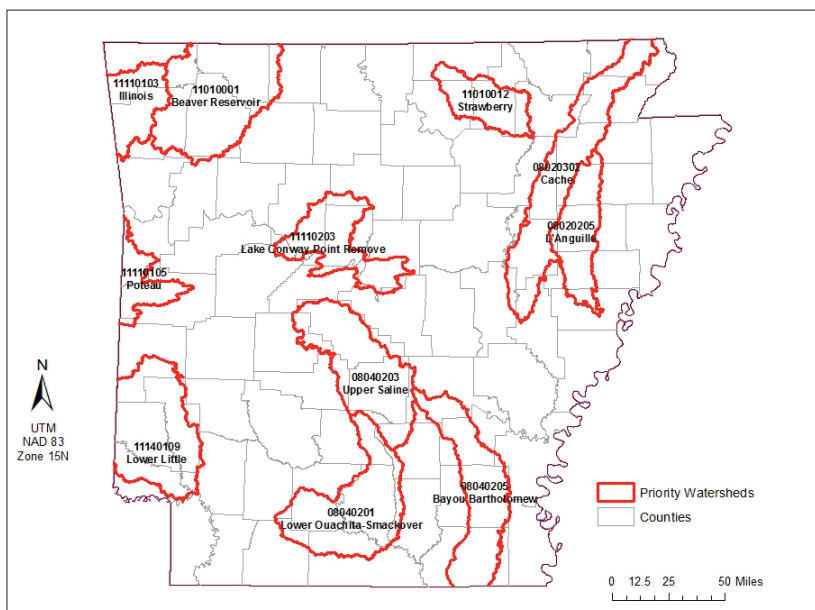 11110103
Illinois
11010001
Beaver Reservoir
11010012
Strawberry
08020302
Cache
08020205
L'Anguille
11110203
Lake Conway Point Remove
11110105
Poteau
08040203
Upper Saline
11140109
Lower Little
08040205
Bayou Bartholomew
08040201
Lower Ouachita-Smackover
N
UTM
NAD 83
Zone 15N
Priority Watersheds
Counties
0 12.5 25 50 Miles